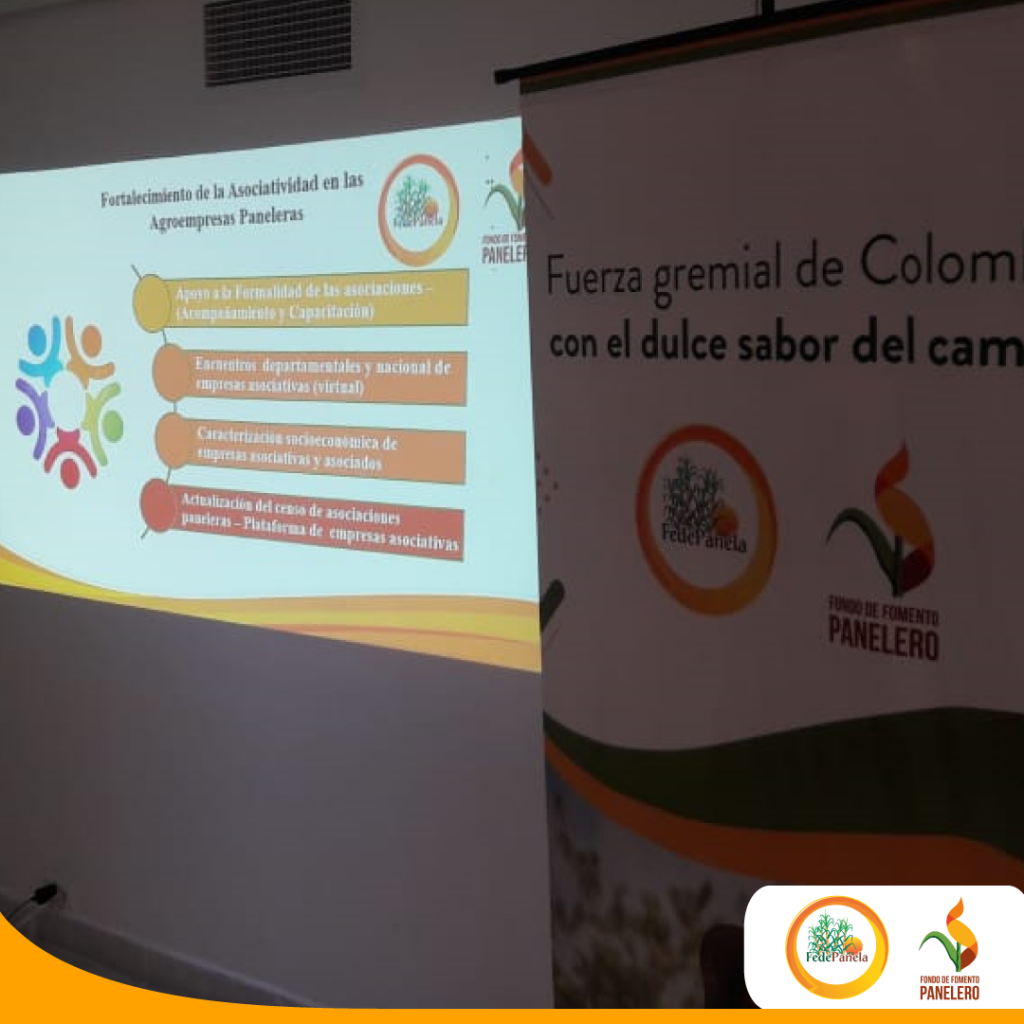 Fortalecimiento de la Asociatividad en las
Agroempresas Paneleras
FedePanela
FONDO DE FOM
PANELER
Apoyo a la Formalidad de las asociaciones –
(Acompañamiento y Capacitación)
Encuentros departamentales y nacional de
empresas asociativas (virtual)
Caracterización socioeconómica de
empresas asociativas y asociados
Actualización del censo de asociaciones
paneleras – Plataforma de empresas asociativas
Fuerza gremial de Colom
con el dulce sabor del cam
FedePanela
FONDO DE FOMENTO
PANELERO
FedePanela
FONDO DE FOMENTO
PANELERO